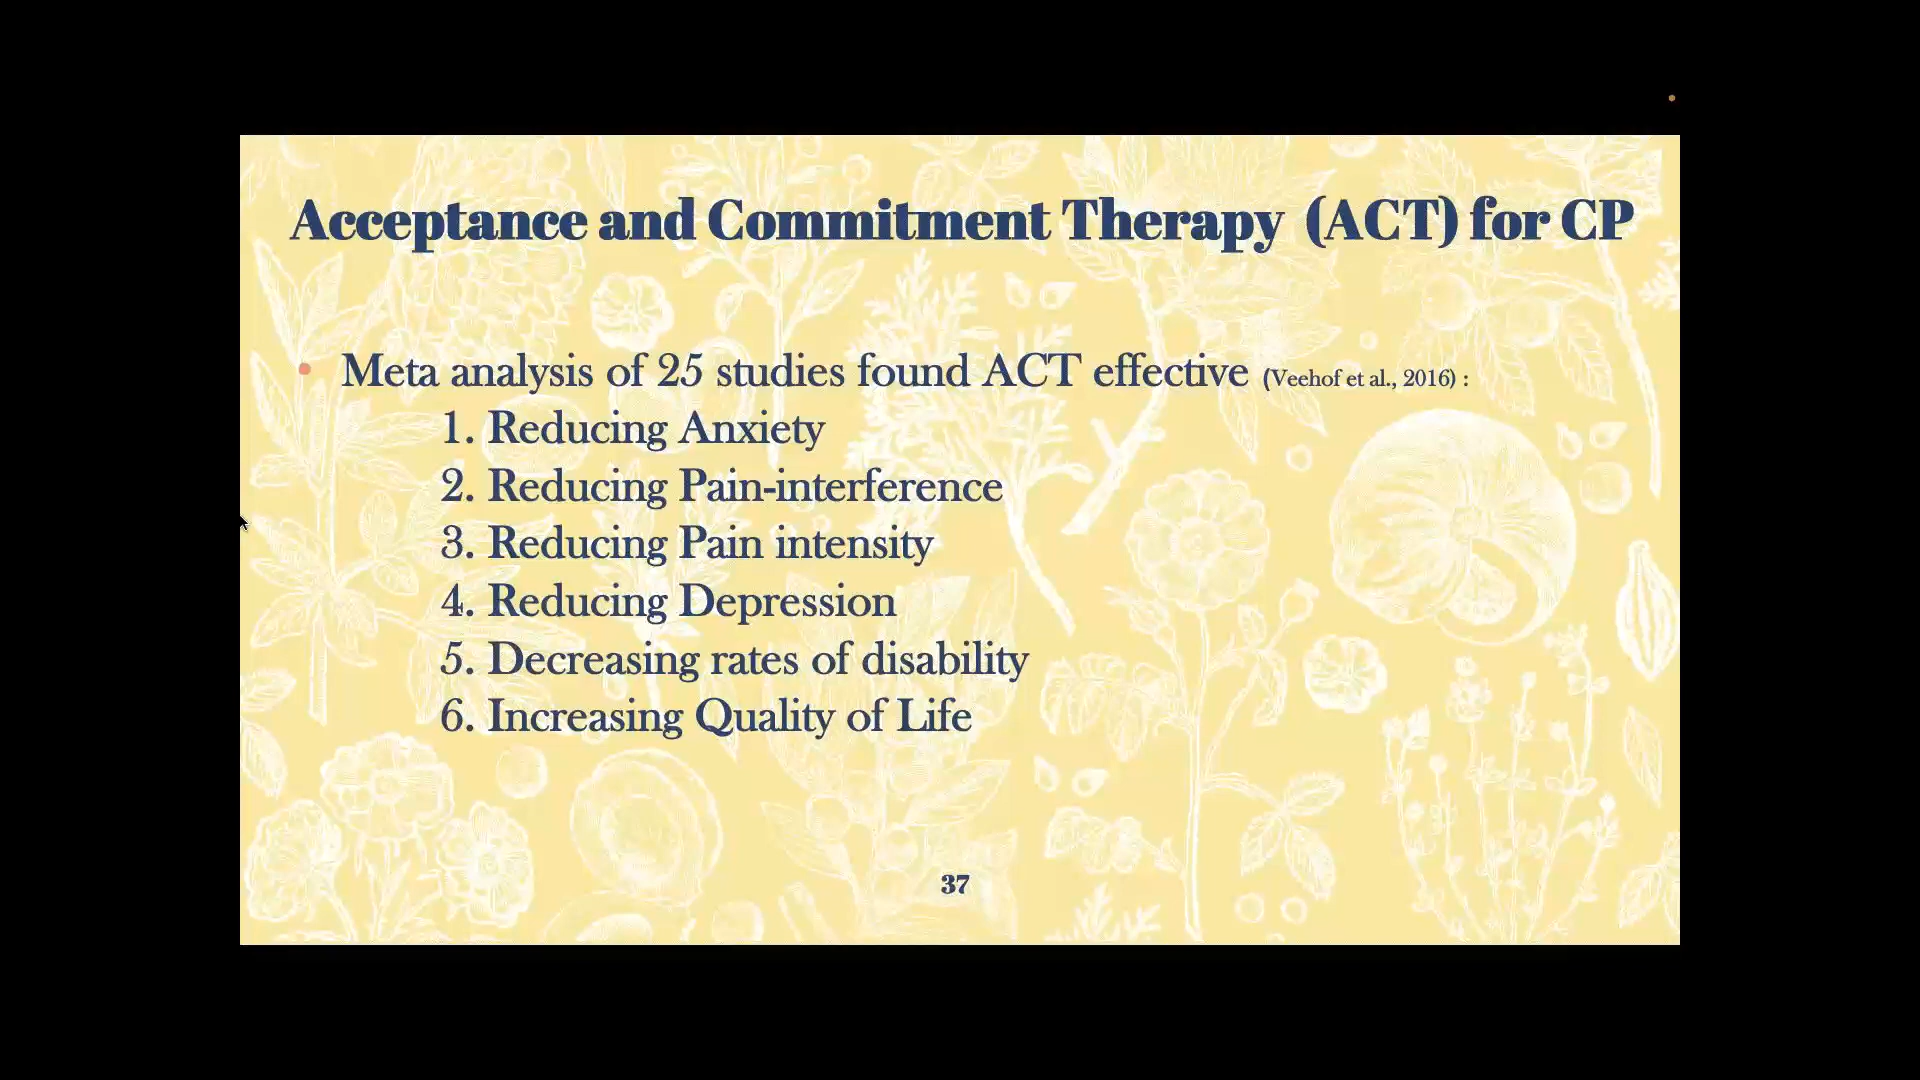 Acceptance and Commitment Therapy (ACT) for CP
• Meta analysis of 25 studies found ACT effective (Veehof et al., 2016) :
1. Reducing Anxiety
2. Reducing Pain-interference
3. Reducing Pain intensity
4. Reducing Depression
5. Decreasing rates of disability
6. Increasing Quality of Life
37